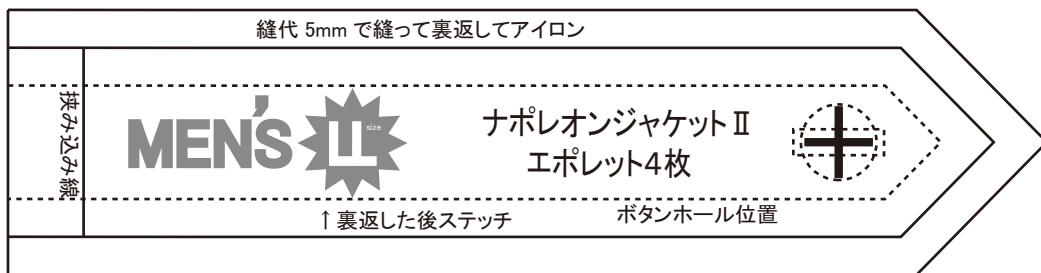 縫代 5mm で縫って裏返してアイロン
挟み込み線
MEN'S LL size
ナポレオンジャケットⅡ
エポレット4枚
↑裏返した後ステッチ
ボタンホール位置